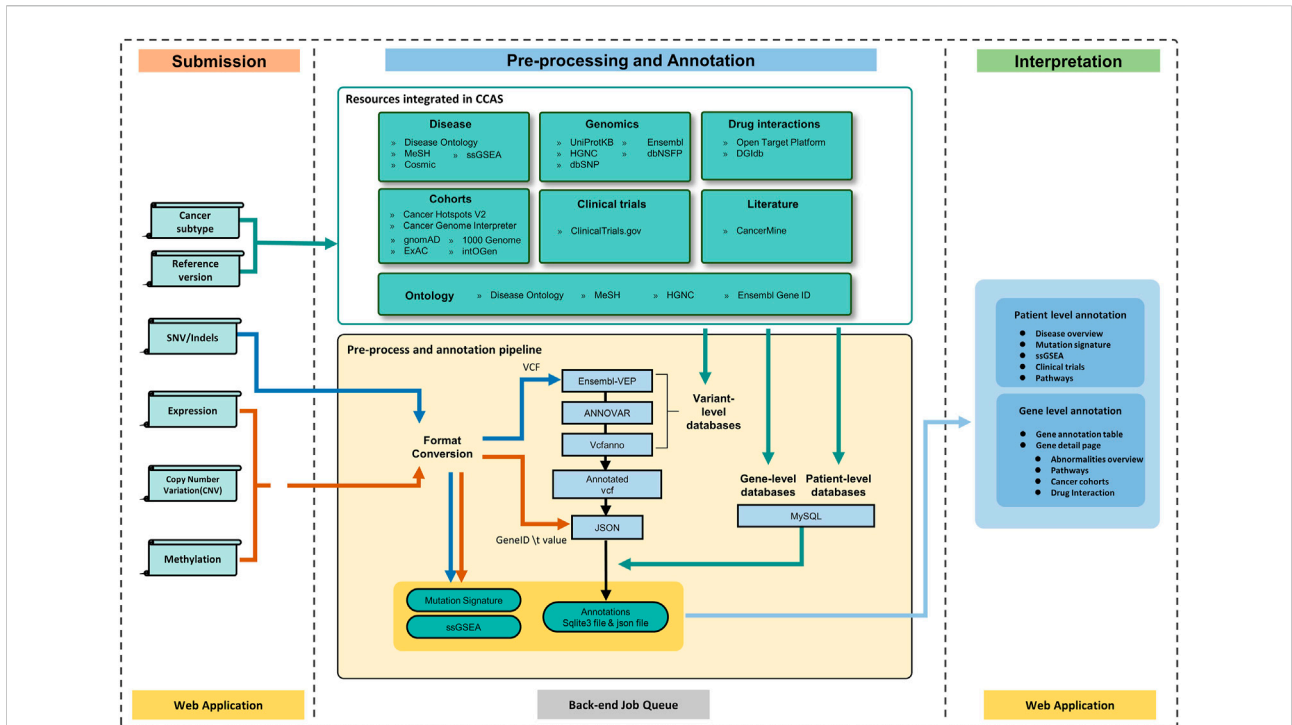 Submission
Pre-processing and Annotation
Interpretation
Resources integrated in CCAS
Disease
» Disease Ontology
» MeSH » ssGSEA
» Cosmic
Genomics
» UniProtKB » Ensembl
» HGNC » dbNSFP
» dbSNP
Drug interactions
» Open Target Platform
» DGIdb
Cohorts
» Cancer Hotspots V2
» Cancer Genome Interpreter
» gnomAD » 1000 Genome
» ExAC » intOGen
Clinical trials
» ClinicalTrials.gov
Literature
» CancerMine
Ontology » Disease Ontology » MeSH » HGNC » Ensembl Gene ID
Cancer
subtype
Reference
version
SNV/Indels
Expression
Copy Number
Variation(CNV)
Methylation
Pre-process and annotation pipeline
VCF
Format
Conversion
GeneID \t value
Ensembl-VEP
ANNOVAR
Vcfanno
Annotated
vcf
JSON
Variant-
level
databases
Gene-level
databases
Patient-level
databases
MySQL
Mutation Signature
ssGSEA
Annotations
Sqlite3 file & json file
Patient level annotation
● Disease overview
● Mutation signature
● ssGSEA
● Clinical trials
● Pathways
Gene level annotation
● Gene annotation table
● Gene detail page
● Abnormalities overview
● Pathways
● Cancer cohorts
● Drug Interaction
Web Application
Back-end Job Queue
Web Application